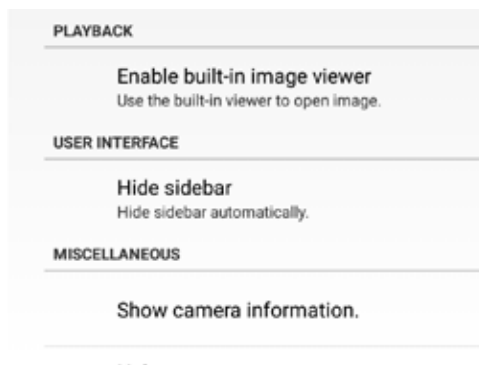 PLAYBACK
Enable built-in image viewer
Use the built-in viewer to open image.
USER INTERFACE
Hide sidebar
Hide sidebar automatically.
MISCELLANEOUS
Show camera information.